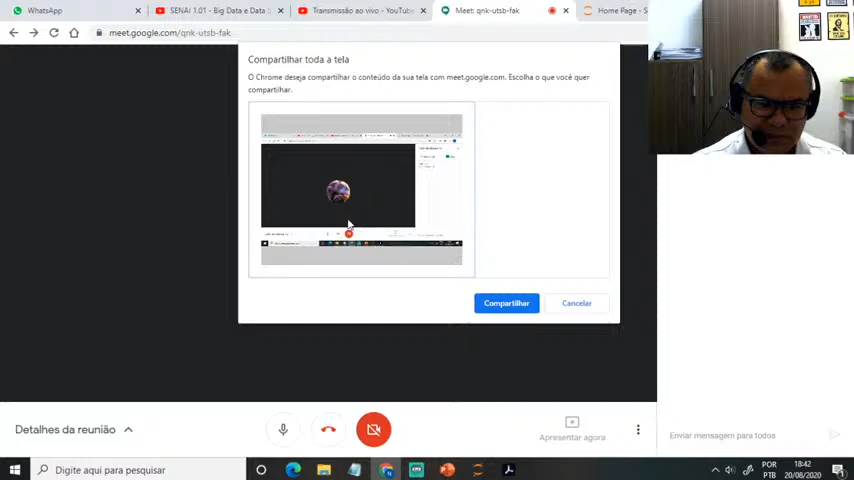 WhatsApp
SENAI 1.01 - Big Data e Data S
Transmissão ao vivo - YouTube
Meet: qnk-utsb-fak
Home Page - S
meet.google.com/qnk-utsb-fak
Compartilhar toda a tela
O Chrome deseja compartilhar o conteúdo da sua tela com meet.google.com. Escolha o que você quer
compartilhar.
Compartilhar
Cancelar
Detalhes da reunião
Apresentar agora
Enviar mensagem para todos
Digite aqui para pesquisar
POR
PTB
18:42
20/08/2020